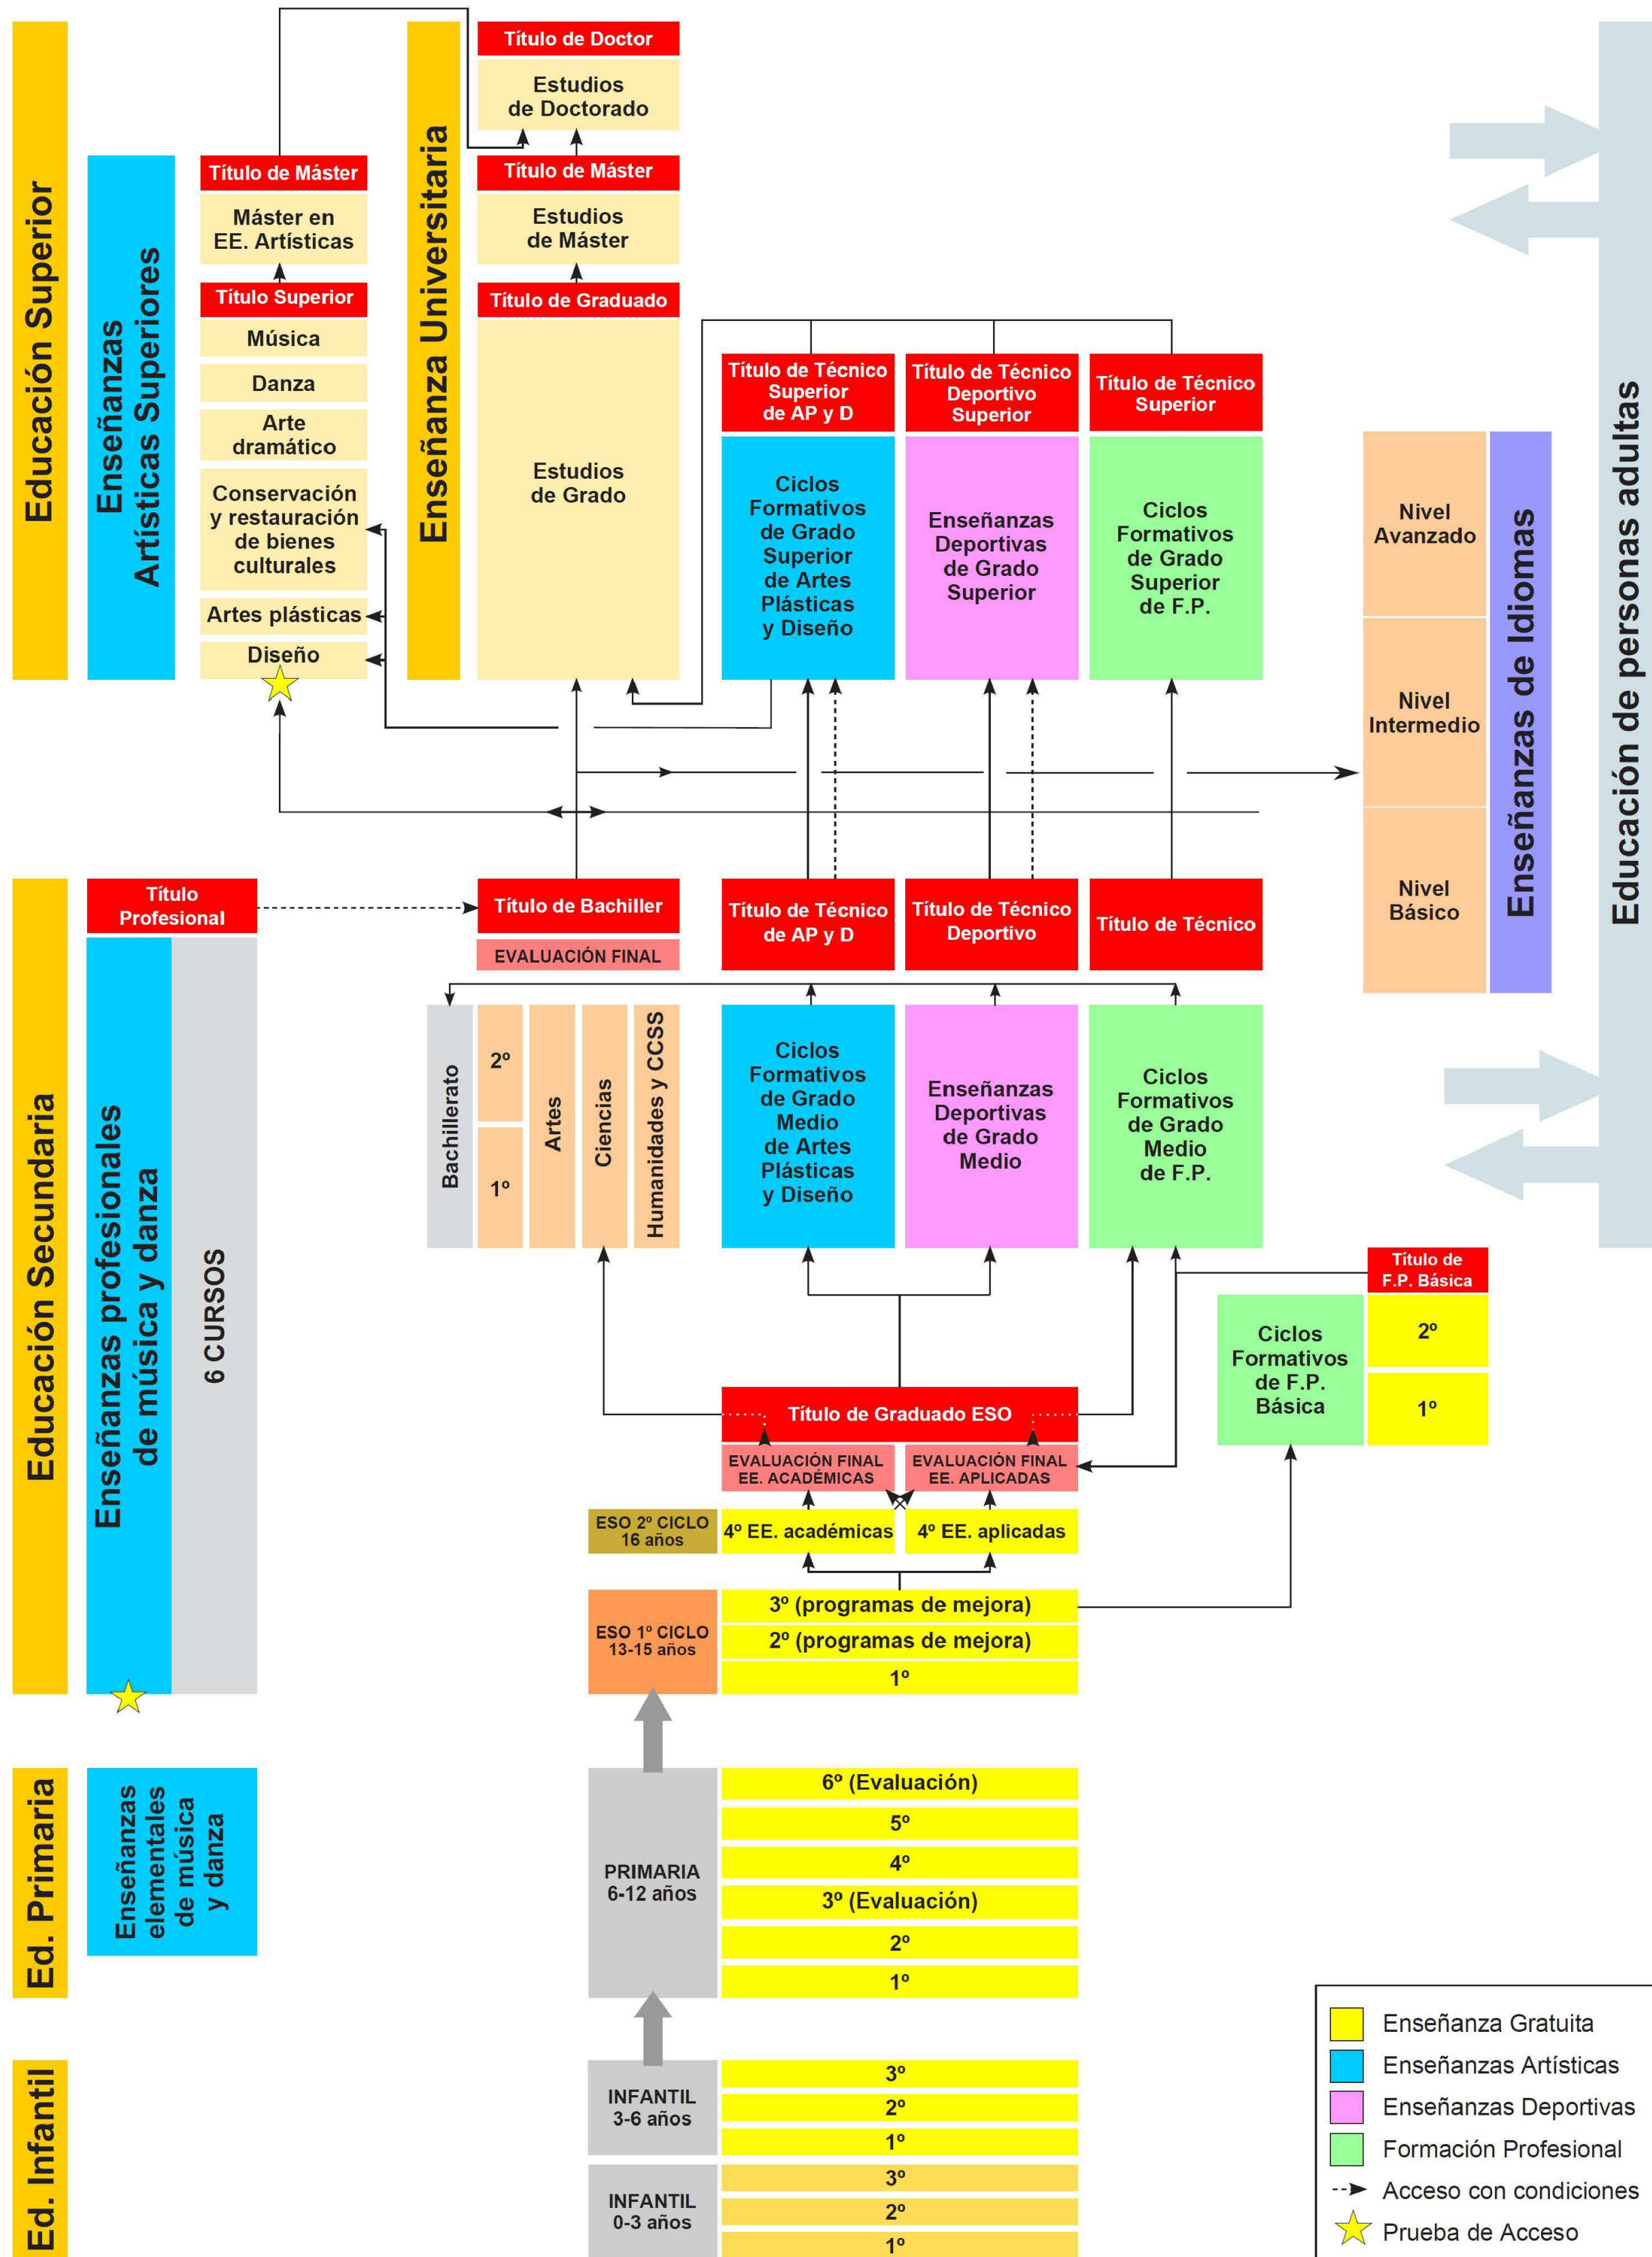 Educación Superior
Enseñanzas
Artísticas Superiores
Título de Máster
Máster en
EE. Artísticas
Título Superior
Música
Danza
Arte
dramático
Conservación
y restauración
de bienes
culturales
Artes plásticas
Diseño
Enseñanza Universitaria
Título de Doctor
Estudios
de Doctorado
Título de Máster
Estudios
de Máster
Título de Graduado
Estudios
de Grado
Título de Técnico
Superior
de AP y D
Ciclos
Formativos
de Grado
Superior
de Artes
Plásticas
y Diseño
Título de Técnico
Deportivo
Superior
Enseñanzas
Deportivas
de Grado
Superior
Título de Técnico
Superior
Ciclos
Formativos
de Grado
Superior
de F.P.
Nivel
Avanzado
Nivel
Intermedio
Nivel
Básico
Enseñanzas de Idiomas
Educación de personas adultas
Educación Secundaria
Título
Profesional
Enseñanzas profesionales
de música y danza
6 CURSOS
Título de Bachiller
EVALUACIÓN FINAL
Bachillerato
2º
1º
Artes
Ciencias
Humanidades y CCSS
Título de Técnico
de AP y D
Ciclos
Formativos
de Grado
Medio
de Artes
Plásticas
y Diseño
Título de Técnico
Deportivo
Enseñanzas
Deportivas
de Grado
Medio
Título de Técnico
Ciclos
Formativos
de Grado
Medio
de F.P.
Título de
F.P. Básica
Ciclos
Formativos
de F.P.
Básica
2º
1º
Título de Graduado ESO
EVALUACIÓN FINAL
EE. ACADÉMICAS
EVALUACIÓN FINAL
EE. APLICADAS
ESO 2º CICLO
16 años
4º EE. académicas
4º EE. aplicadas
ESO 1º CICLO
13-15 años
3º (programas de mejora)
2º (programas de mejora)
1º
Ed. Primaria
Enseñanzas
elementales
de música
y danza
PRIMARIA
6-12 años
6º (Evaluación)
5º
4º
3º (Evaluación)
2º
1º
Ed. Infantil
INFANTIL
3-6 años
3º
2º
1º
INFANTIL
0-3 años
3º
2º
1º
Enseñanza Gratuita
Enseñanzas Artísticas
Enseñanzas Deportivas
Formación Profesional
Acceso con condiciones
Prueba de Acceso